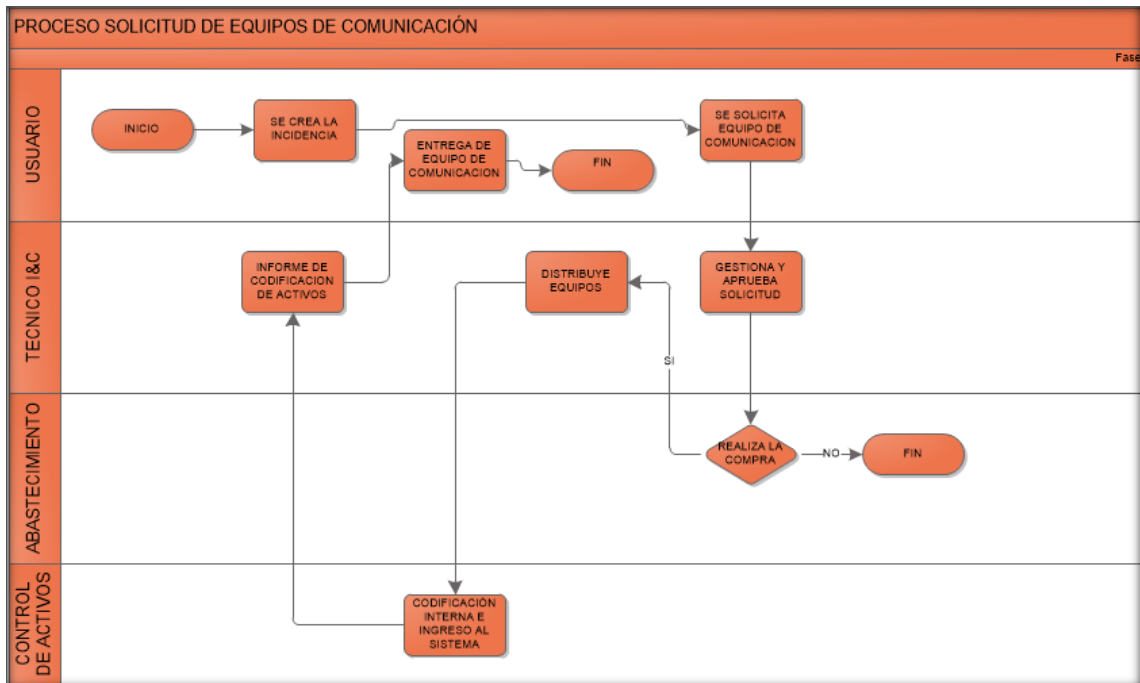 PROCESO SOLICITUD DE EQUIPOS DE COMUNICACIÓN
Fase
USUARIO
INICIO
SE CREA LA
INCIDENCIA
ENTREGA DE
EQUIPO DE
COMUNICACION
FIN
SE SOLICITA
EQUIPO DE
COMUNICACION
TECNICO I&C
INFORME DE
CODIFICACION
DE ACTIVOS
DISTRIBUYE
EQUIPOS
GESTIONA Y
APRUEBA
SOLICITUD
SI
ABASTECIMIENTO
REALIZA LA
COMPRA
NO
FIN
CONTROL
DE ACTIVOS
CODIFICACIÓN
INTERNA E
INGRESO AL
SISTEMA